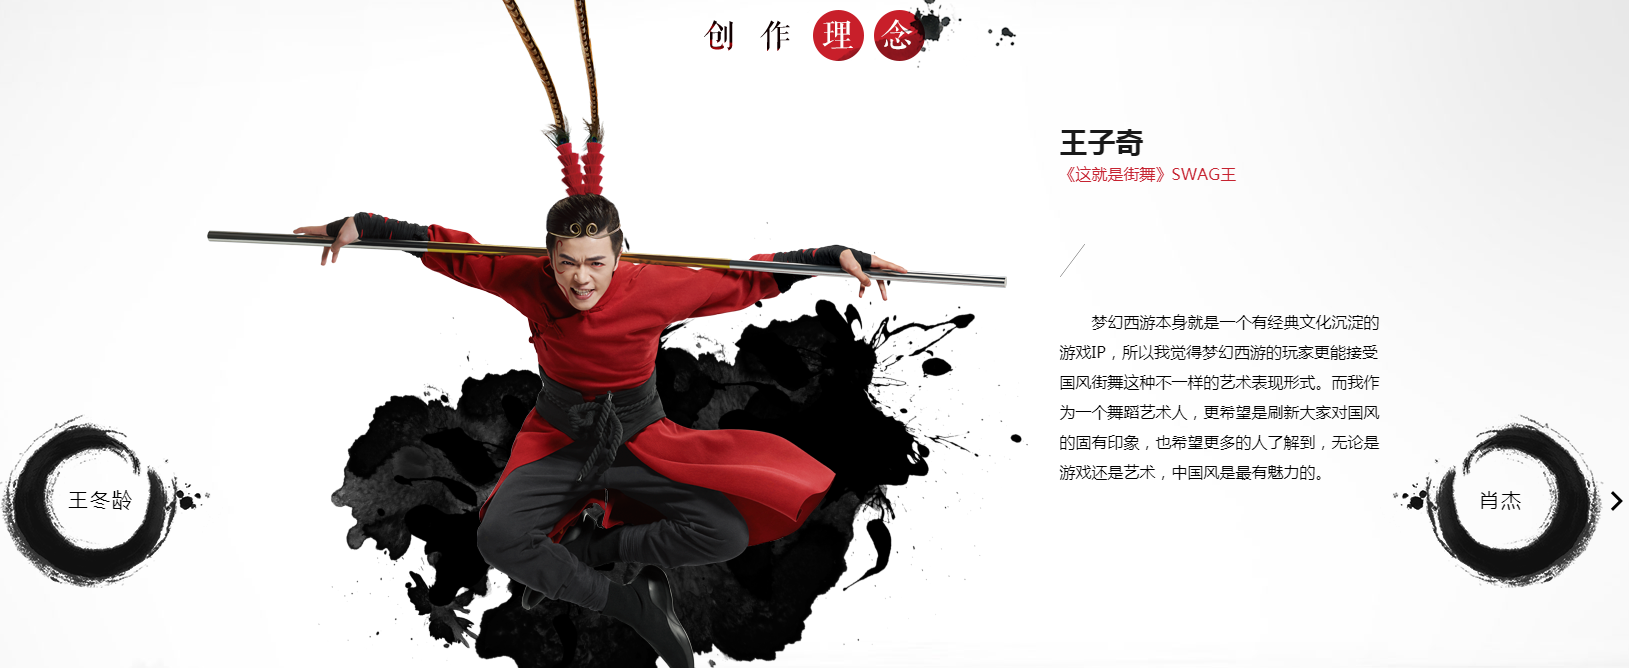 创作理念
王子奇
《这就是街舞》SWAG王
梦幻西游本身就是一个有经典文化沉淀的
游戏IP，所以我觉得梦幻西游的玩家更能接受
国风街舞这种不一样的艺术表现形式。而我作
为一个舞蹈艺术人，更希望是刷新大家对国风
的固有印象，也希望更多的人了解到，无论是
游戏还是艺术，中国风是最有魅力的。
王冬龄
肖杰